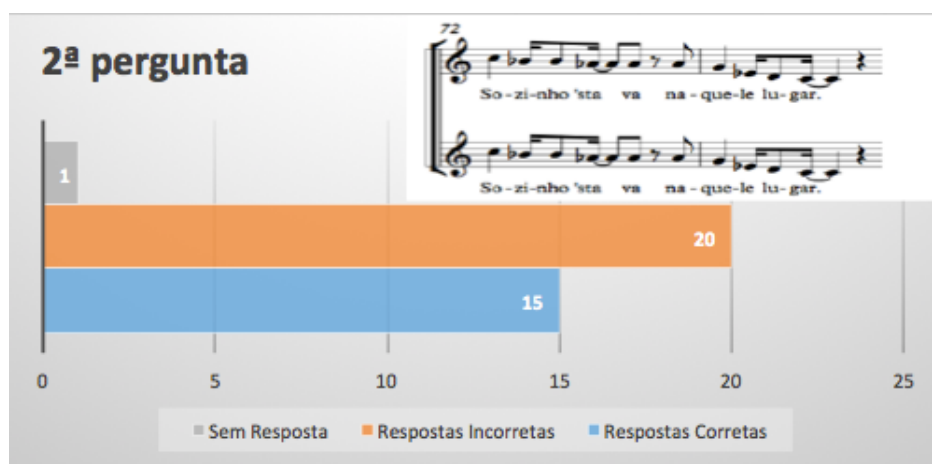 2ª pergunta
72
So-zi-nho 'sta va na-que-le lu-gar.
So-zi-nho 'sta va na-que-le lu-gar.
1
20
15
0 5 10 15 20 25
Sem Resposta Respostas Incorretas Respostas Corretas